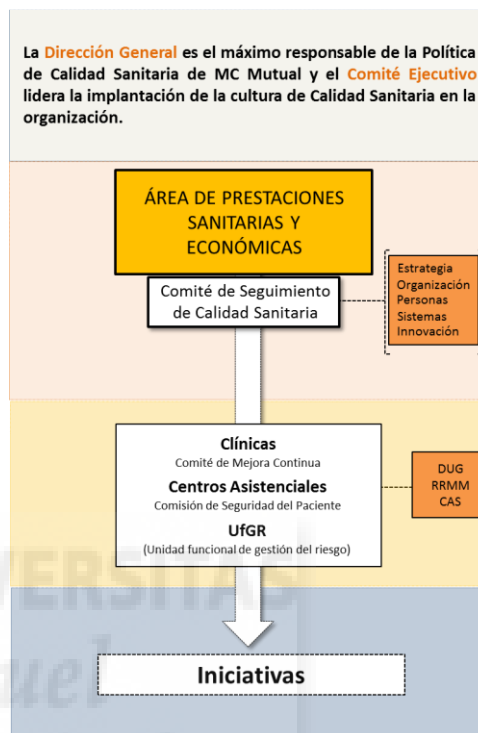 La Dirección General es el máximo responsable de la Política
de Calidad Sanitaria de MC Mutual y el Comité Ejecutivo
lidera la implantación de la cultura de Calidad Sanitaria en la
organización.
ÁREA DE PRESTACIONES
SANITARIAS Y
ECONÓMICAS
Comité de Seguimiento
de Calidad Sanitaria
Estrategia
Organización
Personas
Sistemas
Innovación
Clínicas
Comité de Mejora Continua
Centros Asistenciales
Comisión de Seguridad del Paciente
UfGR
(Unidad funcional de gestión del riesgo)
DUG
RRMM
CAS
VERSITAS
uel
Iniciativas